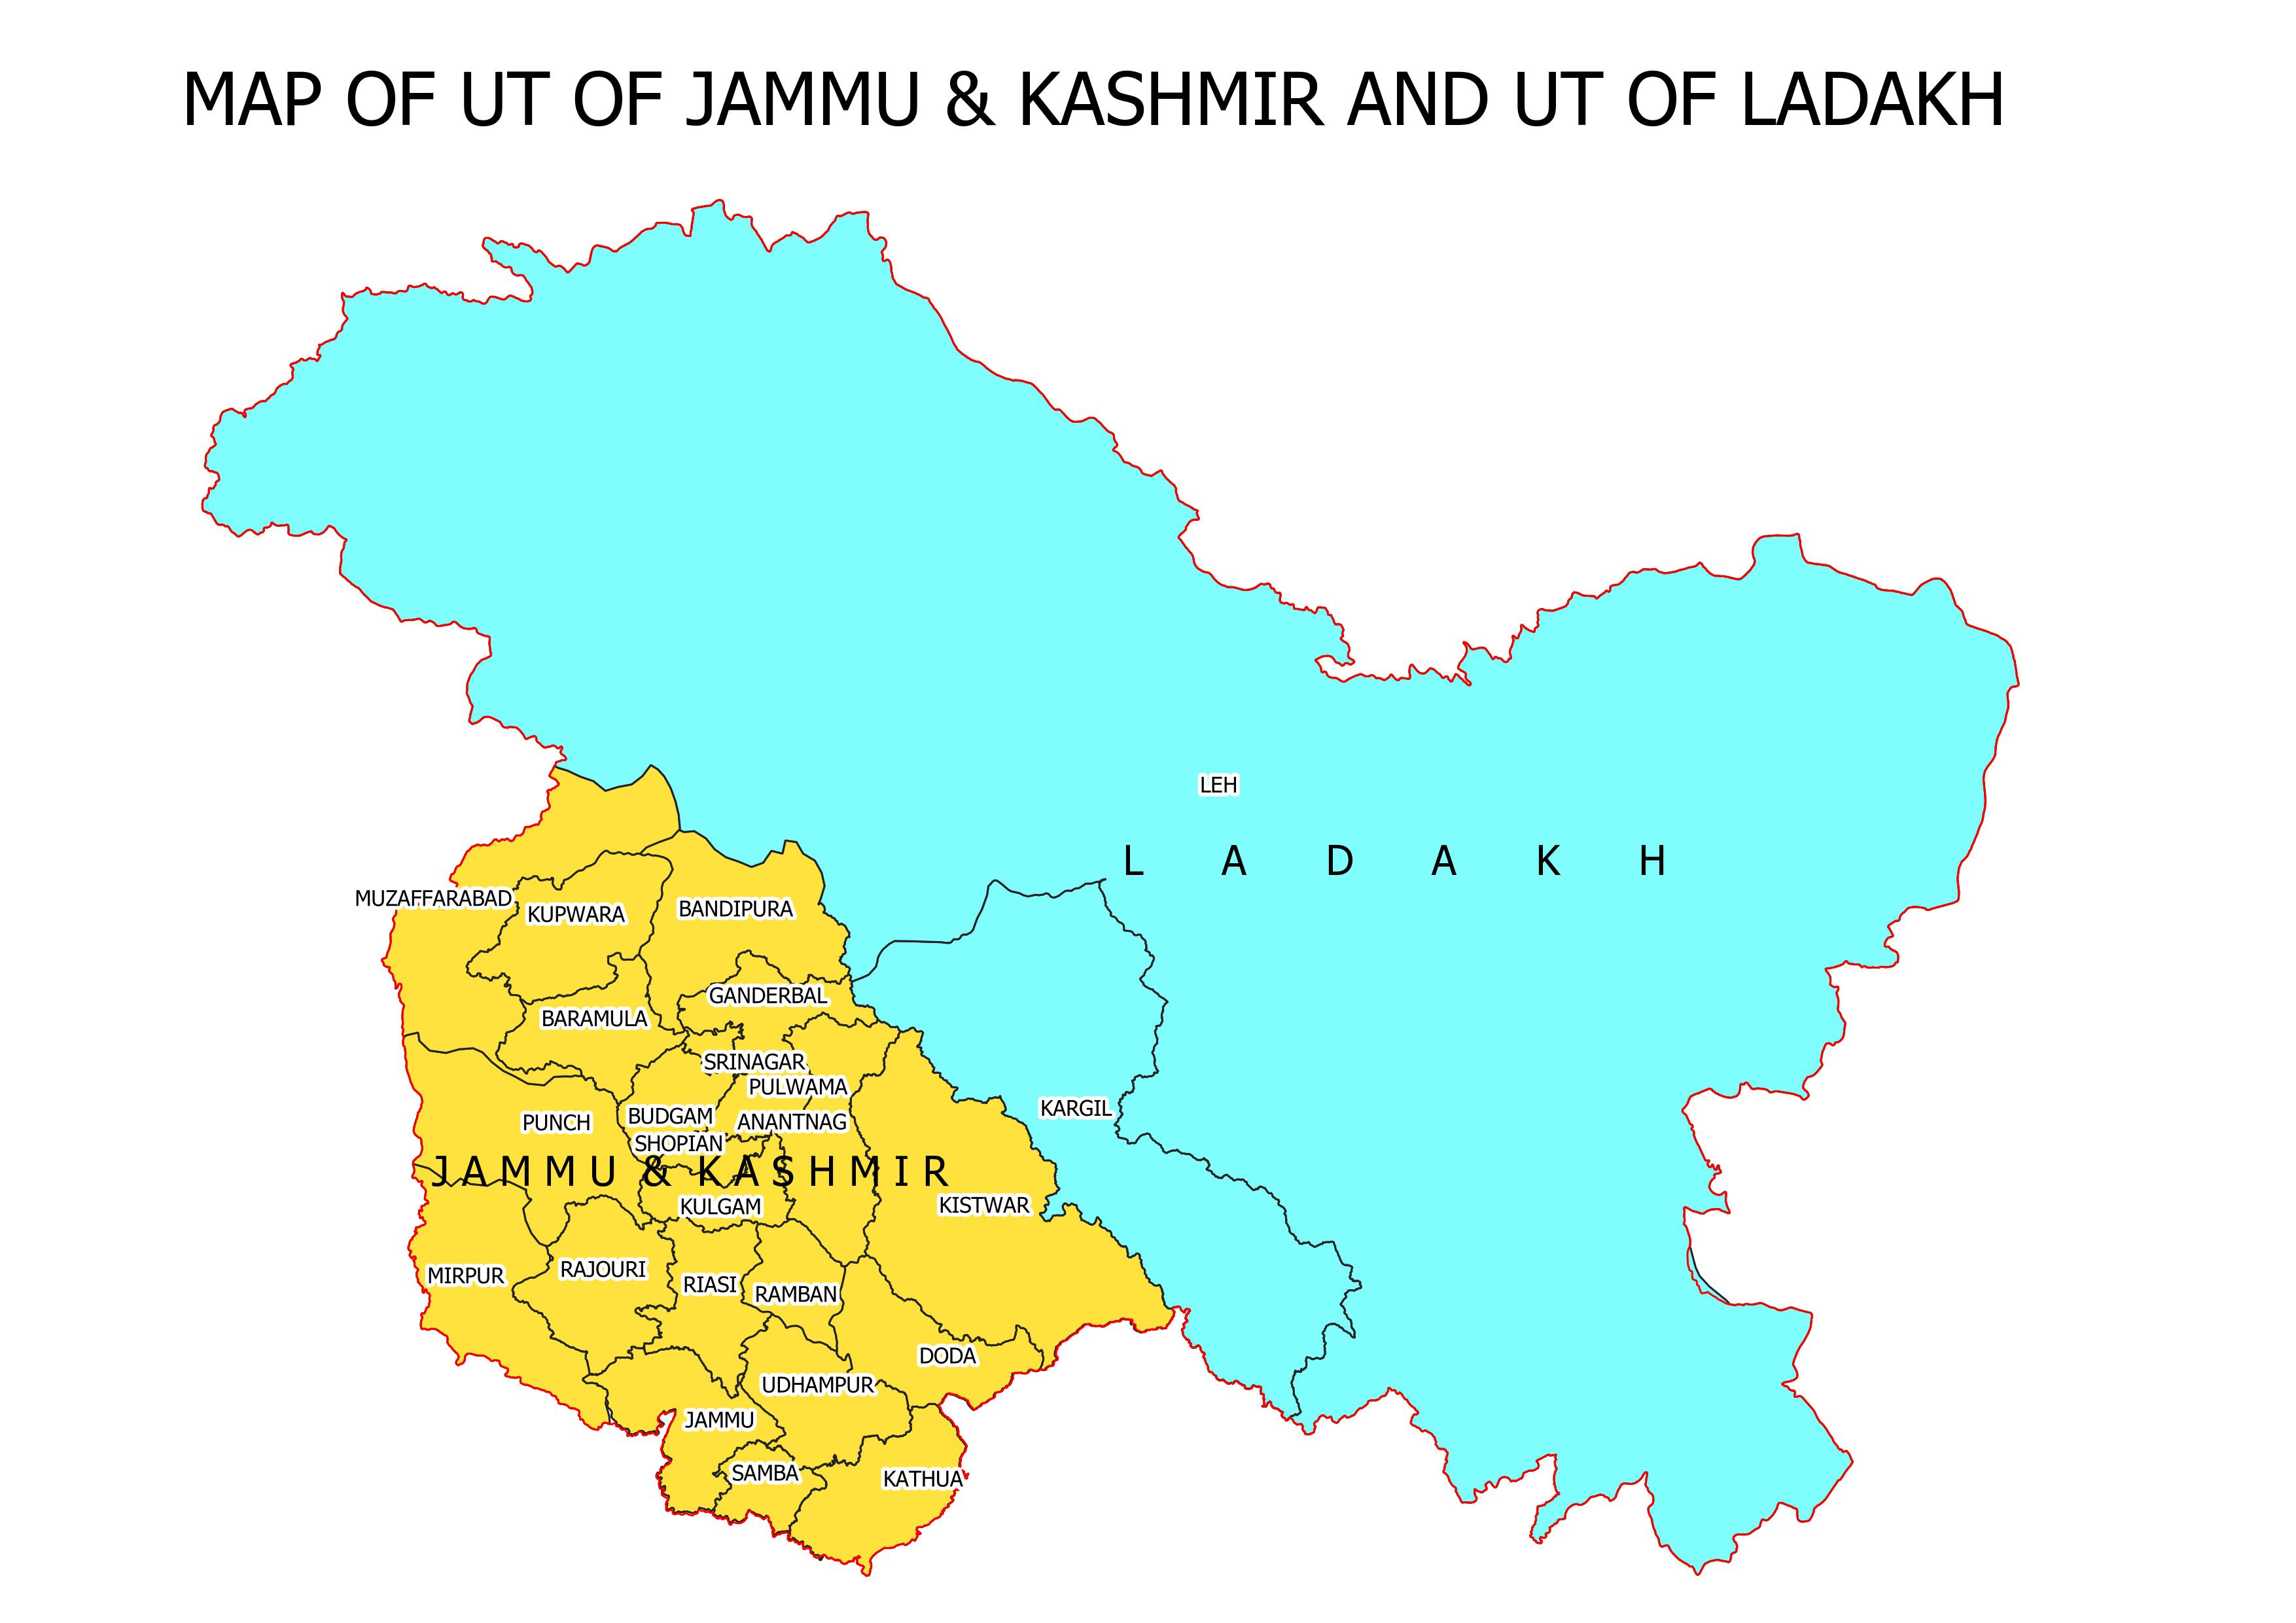 MAP OF UT OF JAMMU & KASHMIR AND UT OF LADAKH
LEH
L A D A K H
MUZAFFARABAD
KUPWARA
BANDIPURA
GANDERBAL
BARAMULA
SRINAGAR
PULWAMA
KARGIL
BUDGAM
ANANTNAG
PUNCH
SHOPIAN
JAMMU & KASHMIR
KULGAM
KISTWAR
MIRPUR
RAJOURI
RIASI
RAMBAN
DODA
UDHAMPUR
JAMMU
SAMBA
KATHUA